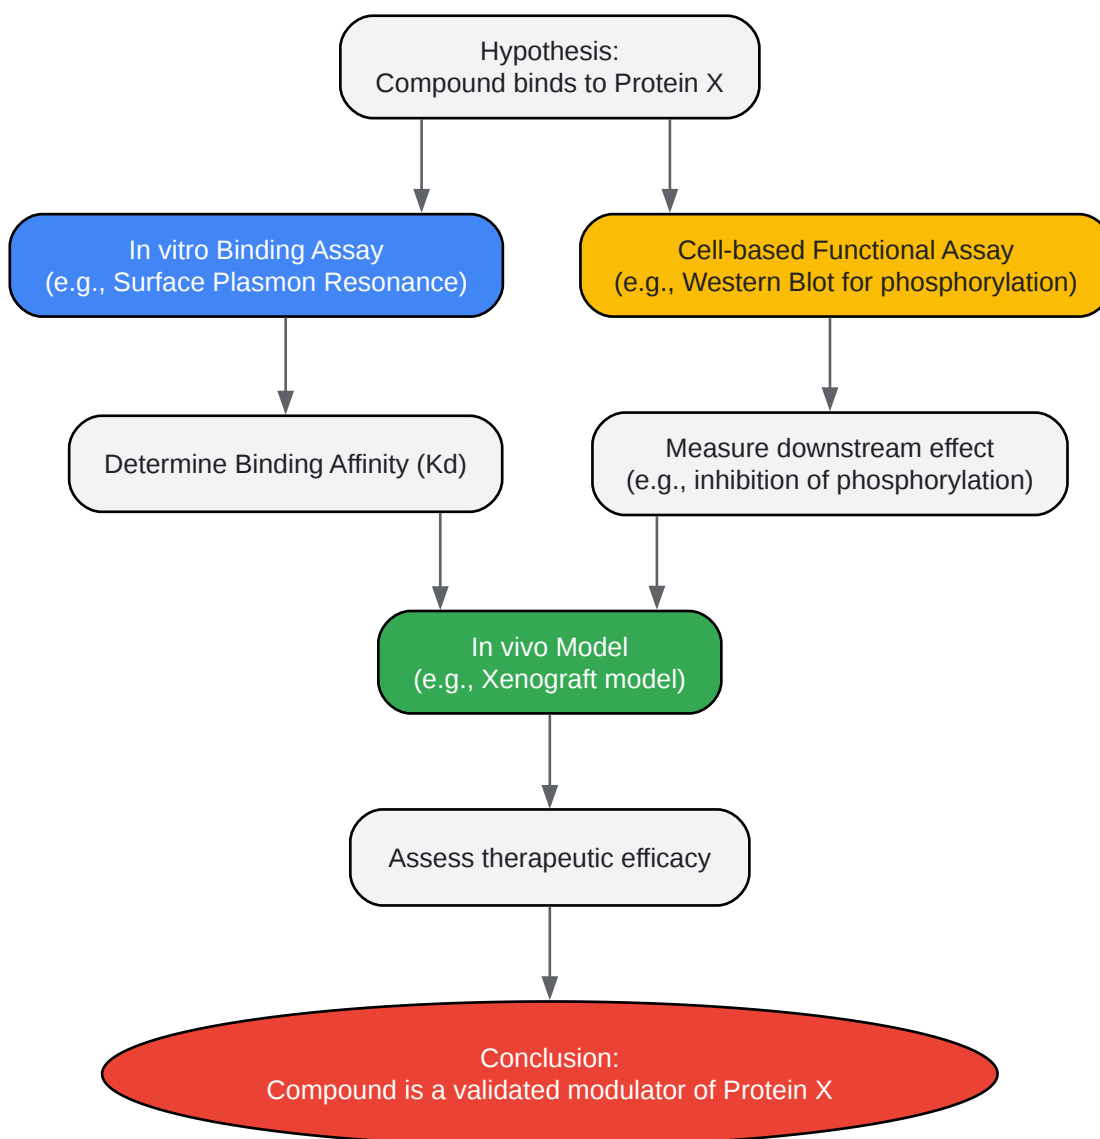 Hypothesis:
Compound binds to Protein X
In vitro Binding Assay
(e.g., Surface Plasmon Resonance)
Cell-based Functional Assay
(e.g., Western Blot for phosphorylation)
Determine Binding Affinity (Kd)
Measure downstream effect
(e.g., inhibition of phosphorylation)
In vivo Model
(e.g., Xenograft model)
Assess therapeutic efficacy
Conclusion:
Compound is a validated modulator of Protein X